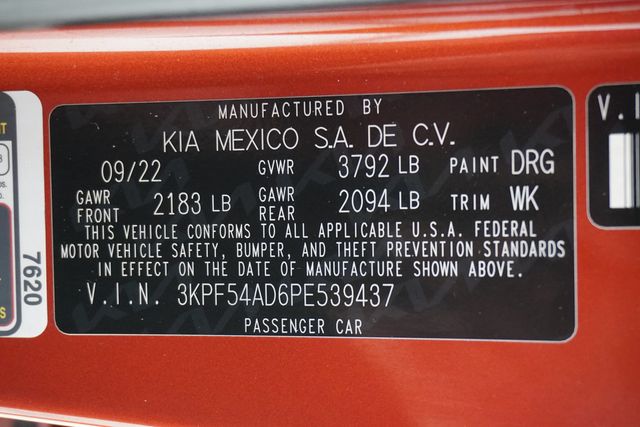 MANUFACTURED BY
KIA MEXICO S.A. DE C.V.
09/22 GVWR 3792 LB PAINT DRG
GAWR FRONT 2183 LB GAWR REAR 2094 LB TRIM WK
THIS VEHICLE CONFORMS TO ALL APPLICABLE U.S.A. FEDERAL
MOTOR VEHICLE SAFETY, BUMPER, AND THEFT PREVENTION STANDARDS
IN EFFECT ON THE DATE OF MANUFACTURE SHOWN ABOVE.
V.I.N. 3KPF54AD6PE539437
PASSENGER CAR
7620